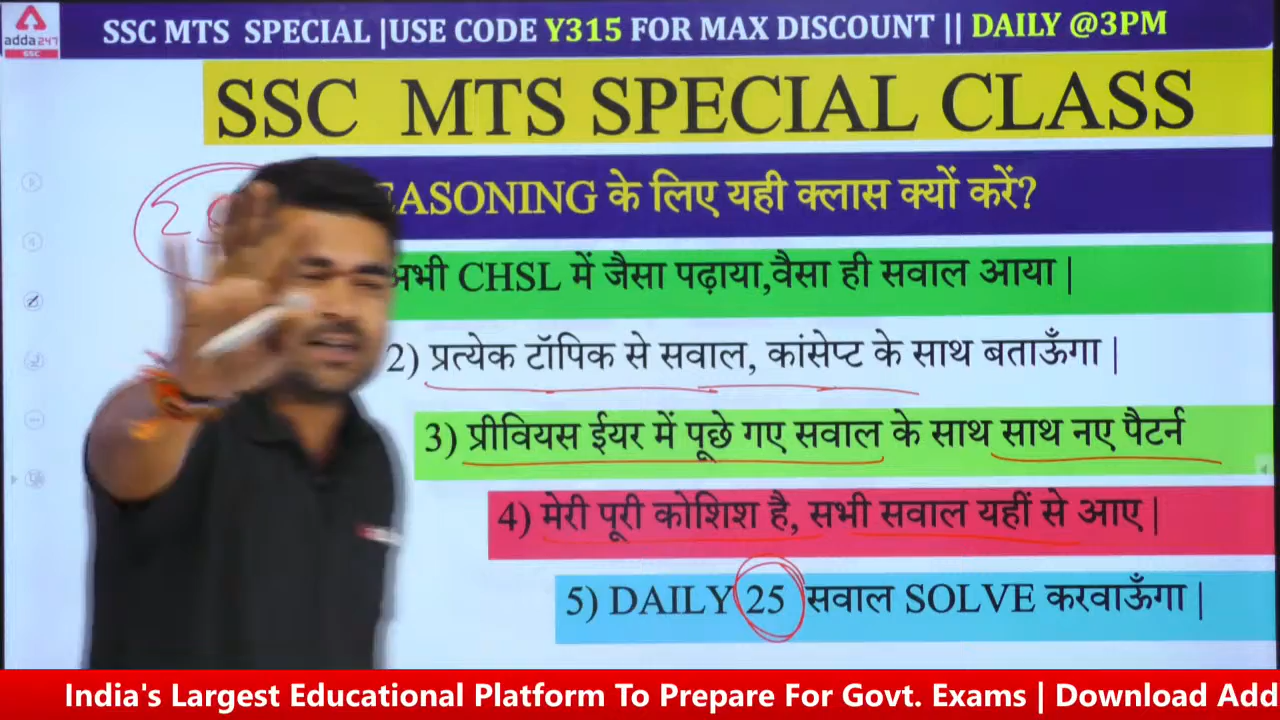 adda247
SSC
SSC MTS SPECIAL |USE CODE Y315 FOR MAX DISCOUNT || DAILY @3PM
SSC MTS SPECIAL CLASS
EASONING के लिए यही क्लास क्यों करें?
अभी CHSL में जैसा पढ़ाया,वैसा ही सवाल आया |
2) प्रत्येक टॉपिक से सवाल, कांसेप्ट के साथ बताऊँगा |
3) प्रीवियस ईयर में पूछे गए सवाल के साथ साथ नए पैटर्न
4) मेरी पूरी कोशिश है, सभी सवाल यहीं से आए |
5) DAILY 25 सवाल SOLVE करवाऊँगा |
India's Largest Educational Platform To Prepare For Govt. Exams | Download Add